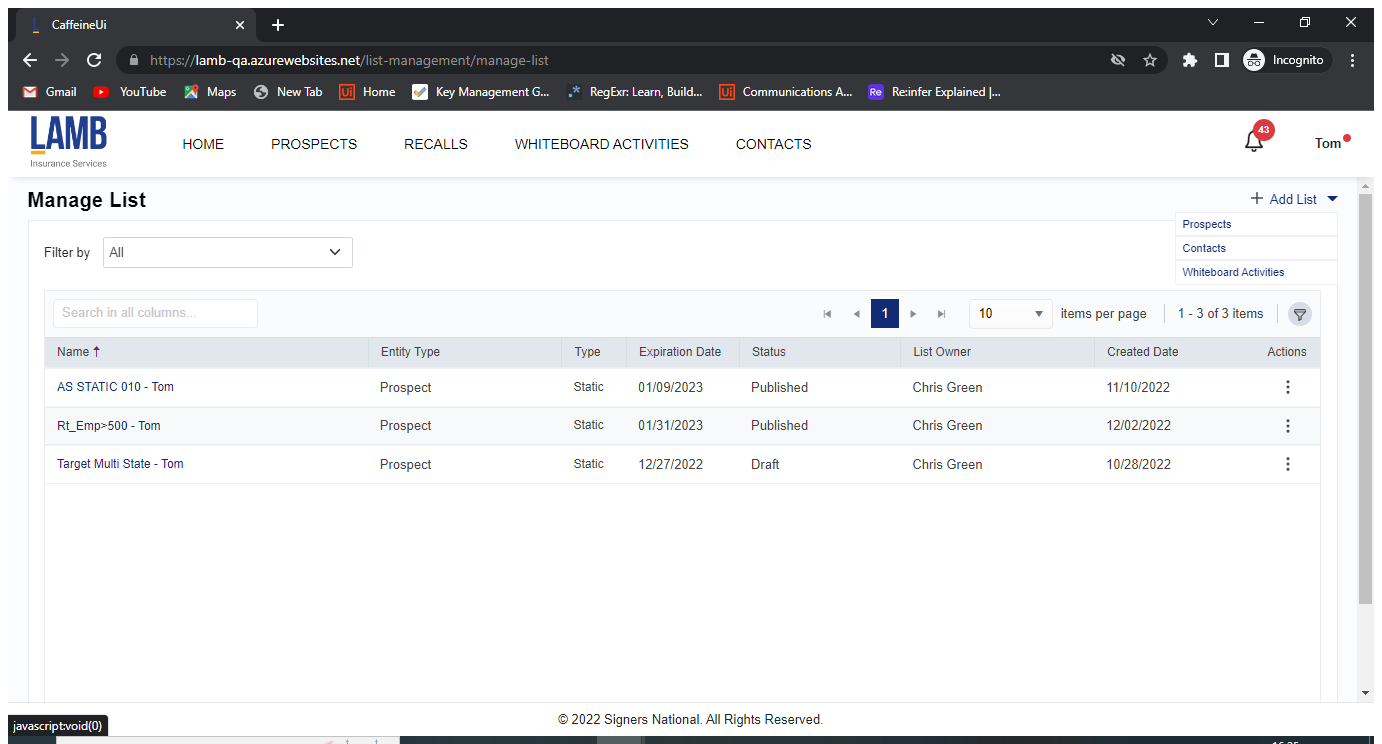 CaffeineUi
https://lamb-qa.azurewebsites.net/list-management/manage-list
Incognito
Gmail YouTube Maps New Tab Home Key Management G... RegExr: Learn, Build... Communications A... Re:infer Explained |...
LAMB
Insurance Services
HOME PROSPECTS RECALLS WHITEBOARD ACTIVITIES CONTACTS
43
Tom
Manage List
Add List
Prospects
Contacts
Whiteboard Activities
Filter by All
Search in all columns...
1 10 items per page 1 - 3 of 3 items
Name Entity Type Type Expiration Date Status List Owner Created Date Actions
AS STATIC 010 - Tom Prospect Static 01/09/2023 Published Chris Green 11/10/2022
Rt_Emp>500 - Tom Prospect Static 01/31/2023 Published Chris Green 12/02/2022
Target Multi State - Tom Prospect Static 12/27/2022 Draft Chris Green 10/28/2022
© 2022 Signers National. All Rights Reserved.
javascript:void(0)